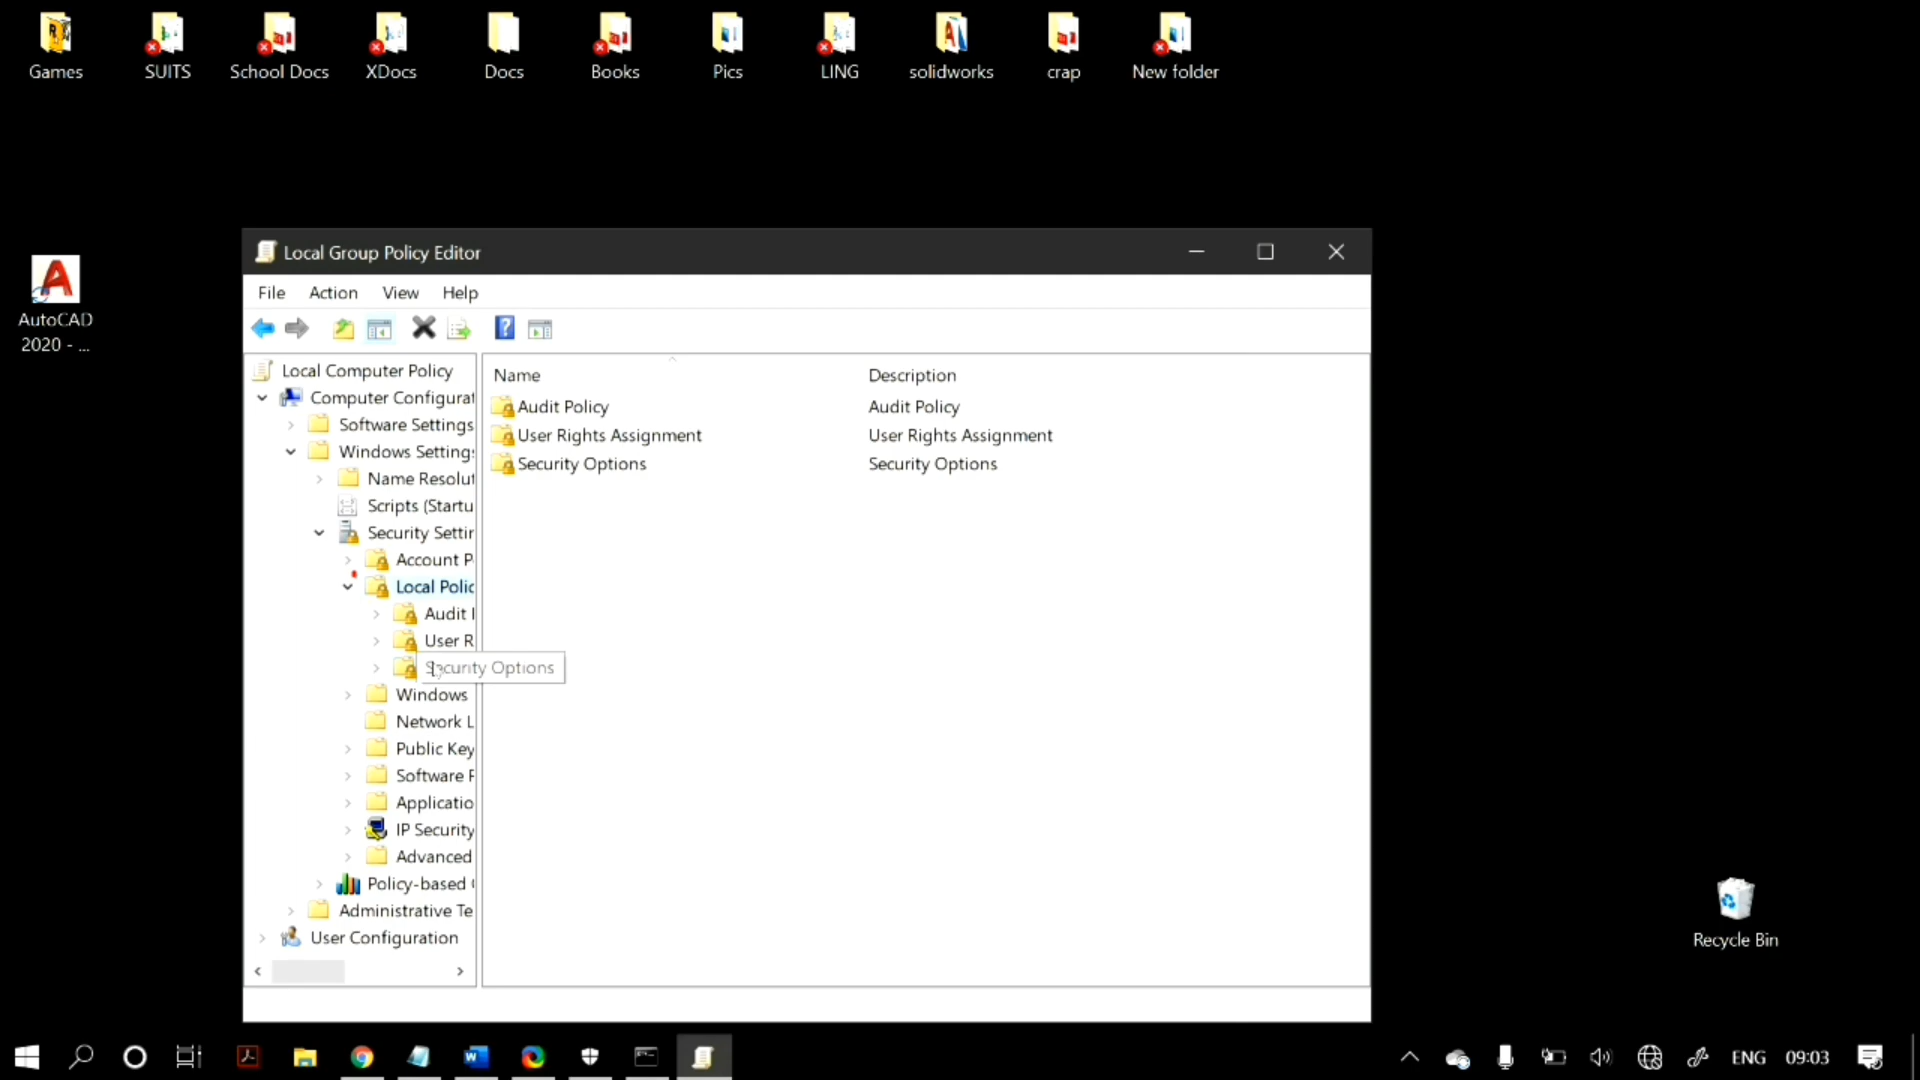 Games
SUITS
School Docs
XDocs
Docs
Books
Pics
LING
solidworks
crap
New folder
AutoCAD
2020 - ...
Local Group Policy Editor
File Action View Help
Local Computer Policy
Computer Configurat
Software Settings
Windows Setting
Name Resolut
Scripts (Startu
Security Settin
Account P
Local Polic
Audit
User R
Security Options
Windows
Network L
Public Key
Software
Applicatio
IP Security
Advanced
Policy-based
Administrative Te
User Configuration
Name Description
Audit Policy Audit Policy
User Rights Assignment User Rights Assignment
Security Options Security Options
Recycle Bin
ENG 09:03